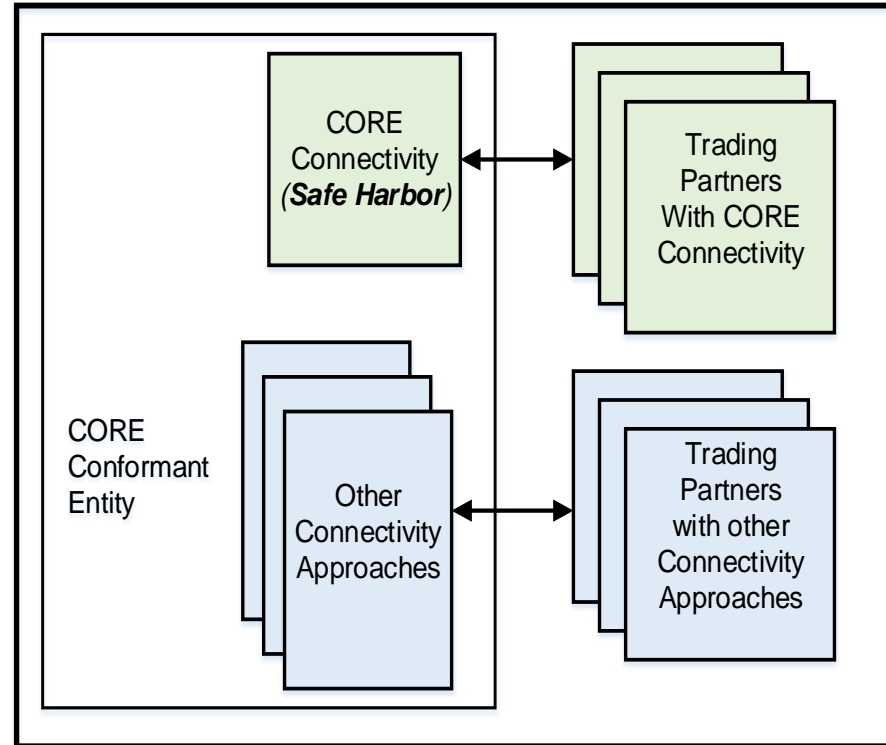 CORE
Connectivity
(Safe Harbor)
Trading
Partners
With CORE
Connectivity
CORE
Conformant
Entity
Other
Connectivity
Approaches
Trading
Partners
with other
Connectivity
Approaches